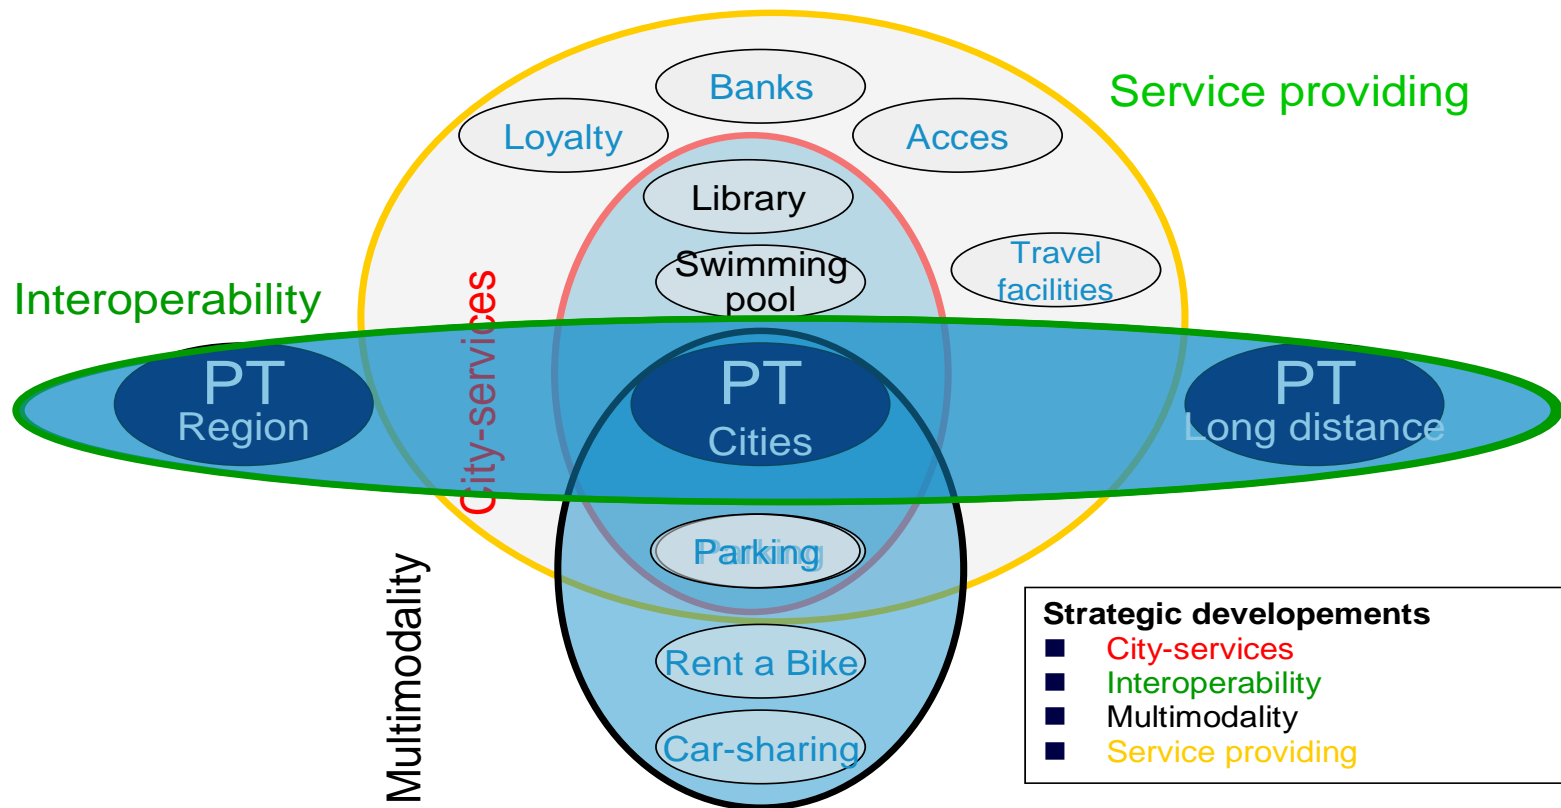 Banks
Service providing
Loyalty
Acces
Library
Travel
facilities
Swimming
pool
Interoperability
City-services
PT
Region
PT
Cities
PT
Long distance
Parking
Parking
Multimodality
Rent a Bike
Car-sharing
Strategic developements
City-services
Interoperability
Multimodality
Service providing